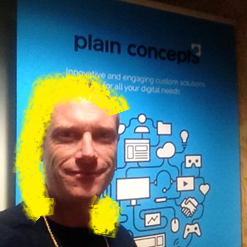 plain concepts
Innovative and engaging custom solutions
for all your digital needs